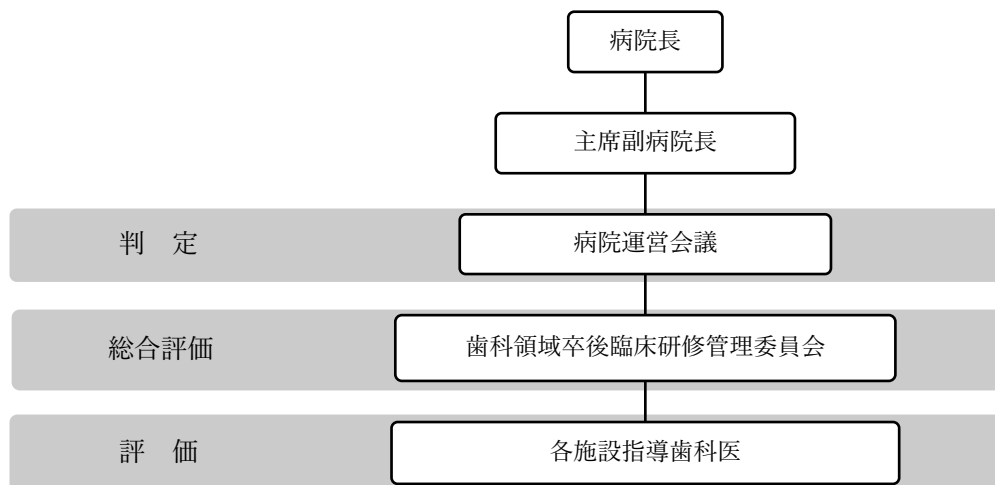 病院長
主席副病院長
判　定
病院運営会議
総合評価
歯科領域卒後臨床研修管理委員会
評　価
各施設指導歯科医